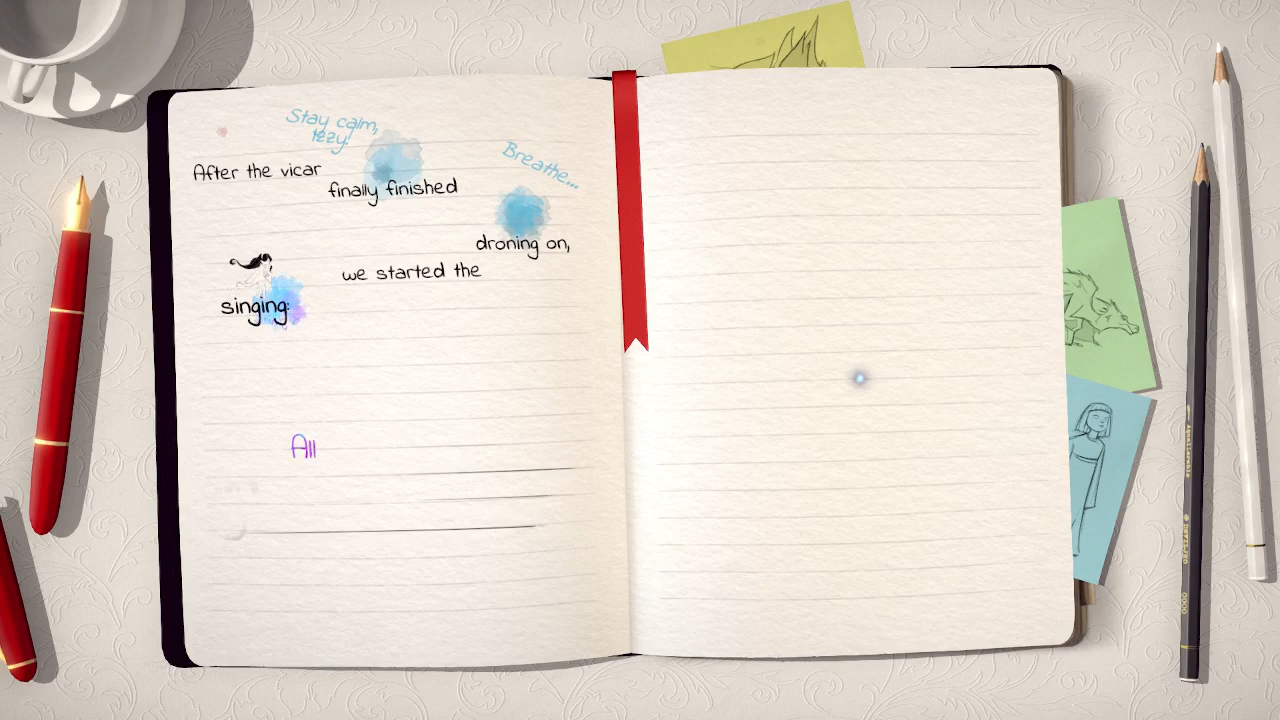 Stay calm,
Izzy!
Breathe...
After the vicar
finally finished
droning on,
we started the
singing:
All